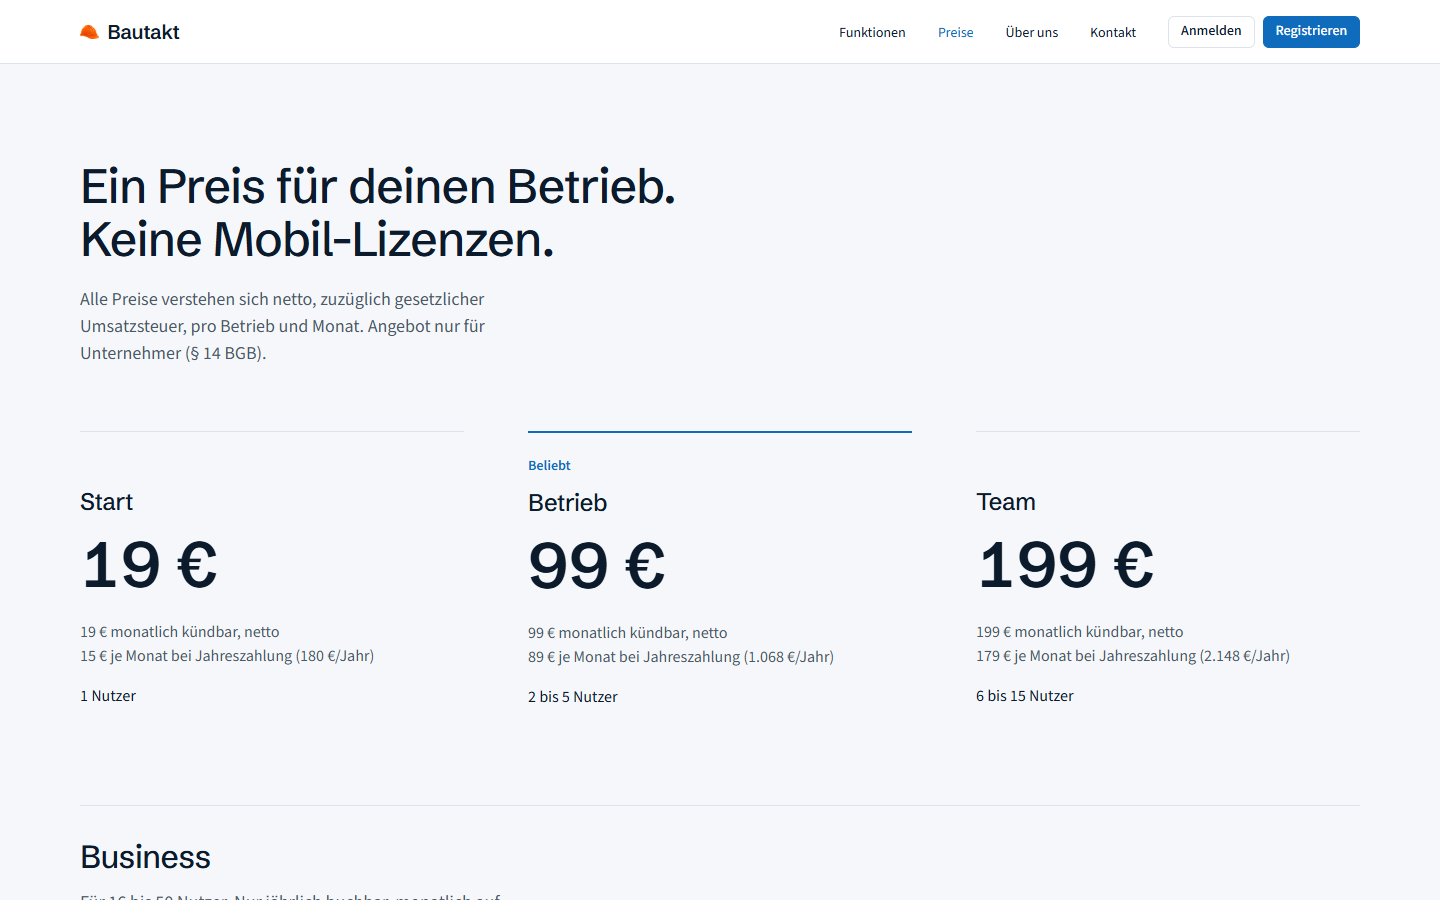 Bautakt
Funktionen
Preise
Über uns
Kontakt
Anmelden
Registrieren
Ein Preis für deinen Betrieb.
Keine Mobil-Lizenzen.
Alle Preise verstehen sich netto, zuzüglich gesetzlicher
Umsatzsteuer, pro Betrieb und Monat. Angebot nur für
Unternehmer (§ 14 BGB).
Start
19 €
19 € monatlich kündbar, netto
15 € je Monat bei Jahreszahlung (180 €/Jahr)
1 Nutzer
Beliebt
Betrieb
99 €
99 € monatlich kündbar, netto
89 € je Monat bei Jahreszahlung (1.068 €/Jahr)
2 bis 5 Nutzer
Team
199 €
199 € monatlich kündbar, netto
179 € je Monat bei Jahreszahlung (2.148 €/Jahr)
6 bis 15 Nutzer
Business